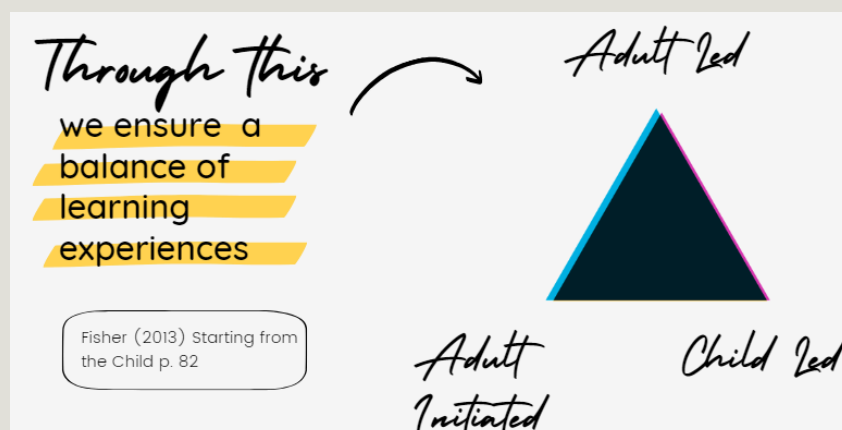 Through this
we ensure a
balance of
learning
experiences
Fisher (2013) Starting from
the Child p. 82
Adult Led
Adult
Initiated
Child Led